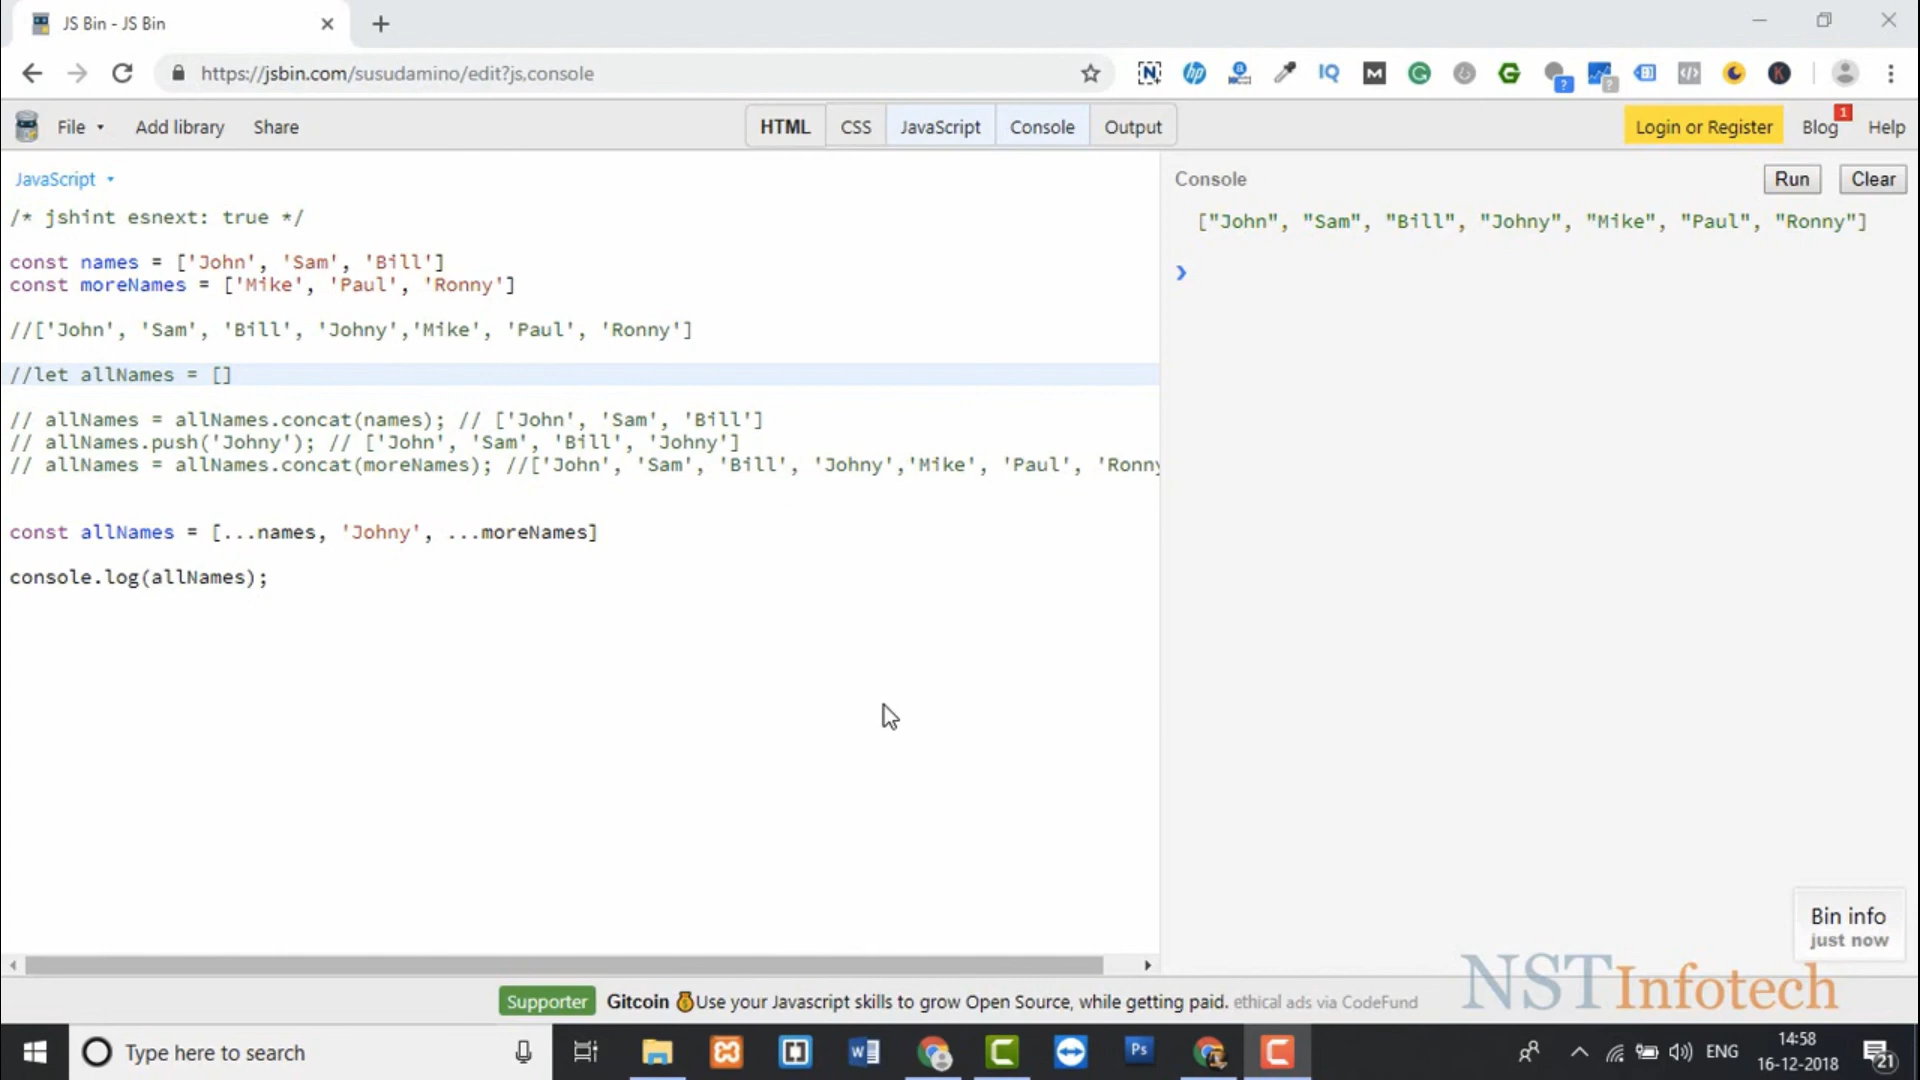 JS Bin - JS Bin
https://jsbin.com/susudamino/edit?js,console
File
Add library
Share
HTML
CSS
JavaScript
Console
Output
Login or Register
Blog
1
Help
JavaScript
Console
Run
Clear
/* jshint esnext: true */
const names = ['John', 'Sam', 'Bill']
const moreNames = ['Mike', 'Paul', 'Ronny']
//['John', 'Sam', 'Bill', 'Johny','Mike', 'Paul', 'Ronny']
//let allNames = []
// allNames = allNames.concat(names); // ['John', 'Sam', 'Bill']
// allNames.push('Johny'); // ['John', 'Sam', 'Bill', 'Johny']
// allNames = allNames.concat(moreNames); //['John', 'Sam', 'Bill', 'Johny','Mike', 'Paul', 'Ronny
const allNames = [...names, 'Johny', ...moreNames]
console.log(allNames);
["John", "Sam", "Bill", "Johny", "Mike", "Paul", "Ronny"]
Bin info
just now
NSTInfotech
Supporter
Gitcoin Use your Javascript skills to grow Open Source, while getting paid. ethical ads via CodeFund
Type here to search
Ps
ENG
14:58
16-12-2018
21